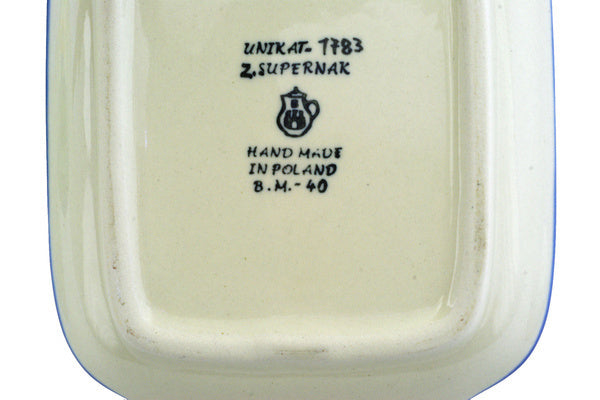 UNIKAT- 1783
Z. SUPERNAK
HAND MADE
IN POLAND
B.M.-40